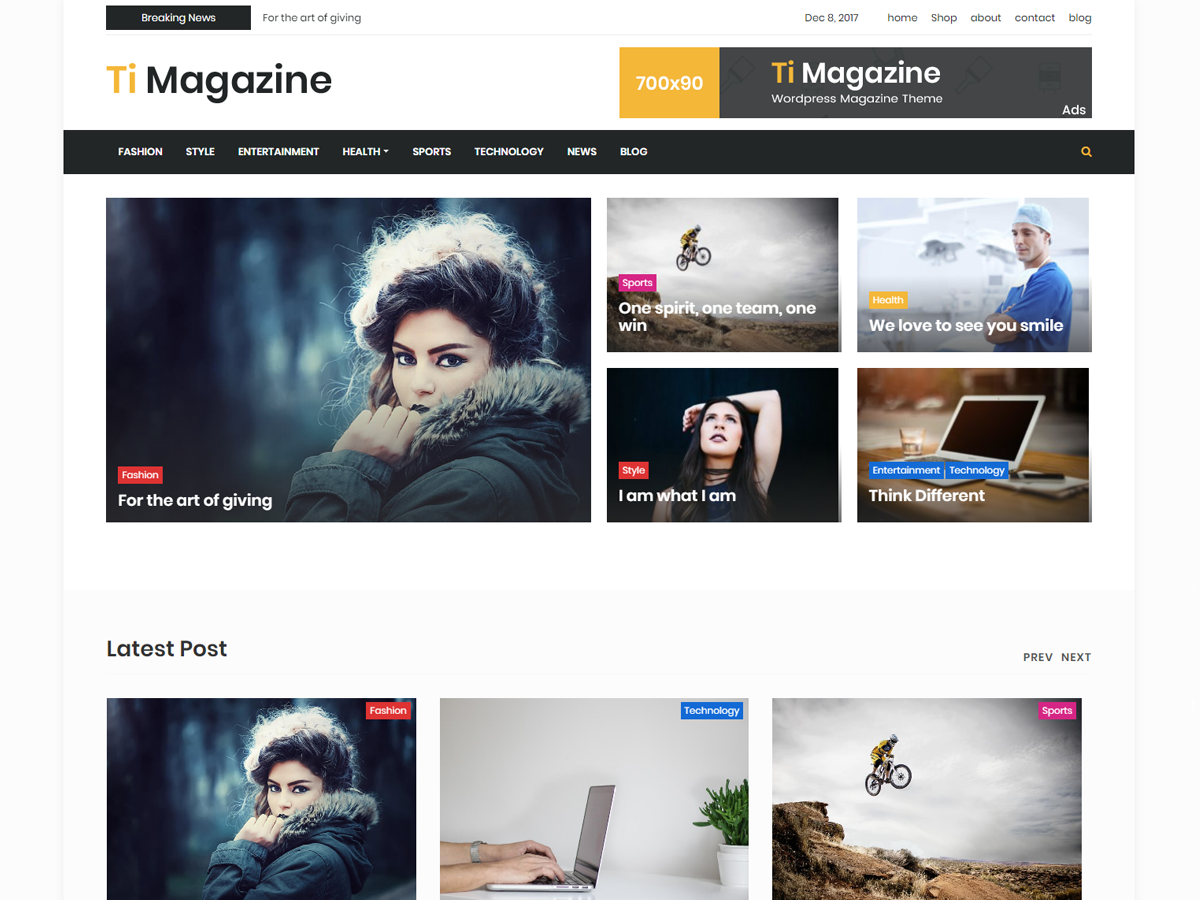 Breaking News
For the art of giving
Dec 8, 2017
home
Shop
about
contact
blog
Ti Magazine
700x90
Ti Magazine
Wordpress Magazine Theme
Ads
FASHION
STYLE
ENTERTAINMENT
HEALTH
SPORTS
TECHNOLOGY
NEWS
BLOG
Fashion
For the art of giving
Sports
One spirit, one team, one
win
Health
We love to see you smile
Style
I am what I am
Entertainment
Technology
Think Different
Latest Post
PREV
NEXT
Fashion
Technology
Sports